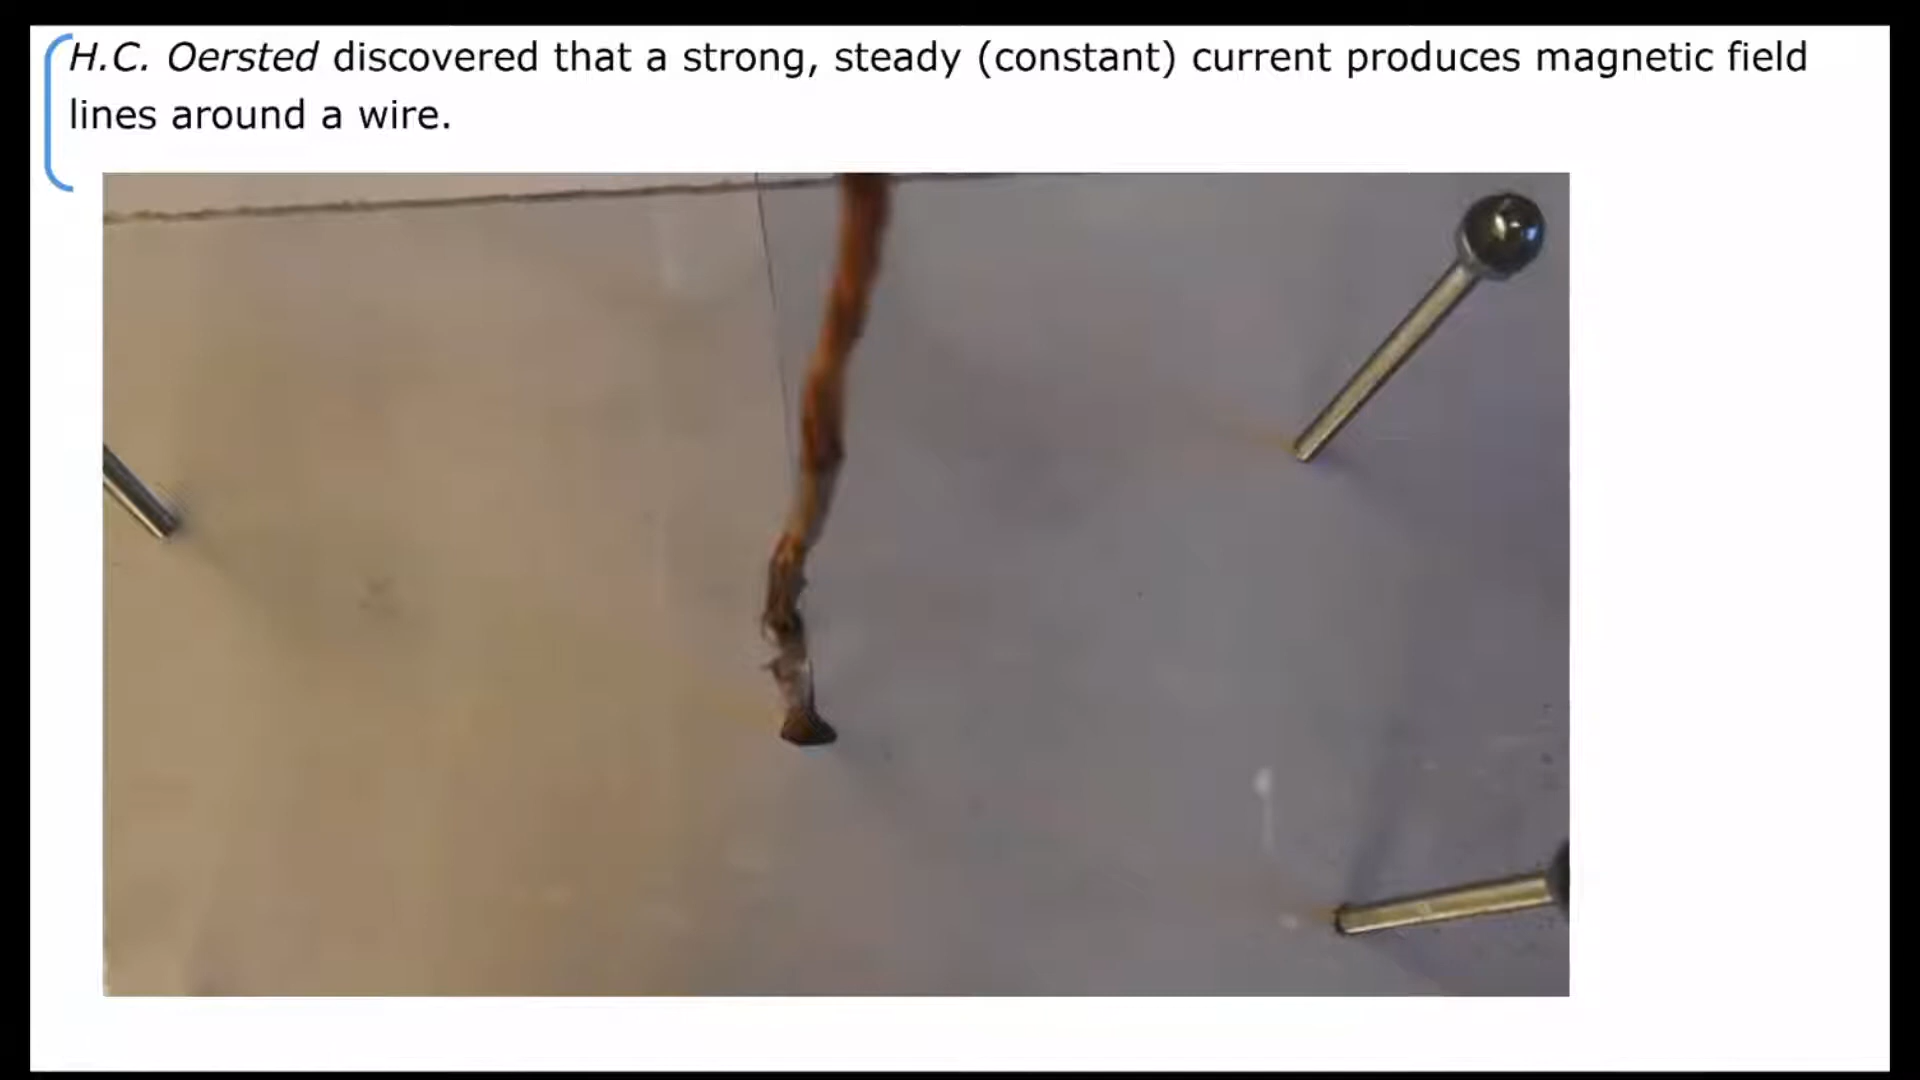 H.C. Oersted discovered that a strong, steady (constant) current produces magnetic field
lines around a wire.